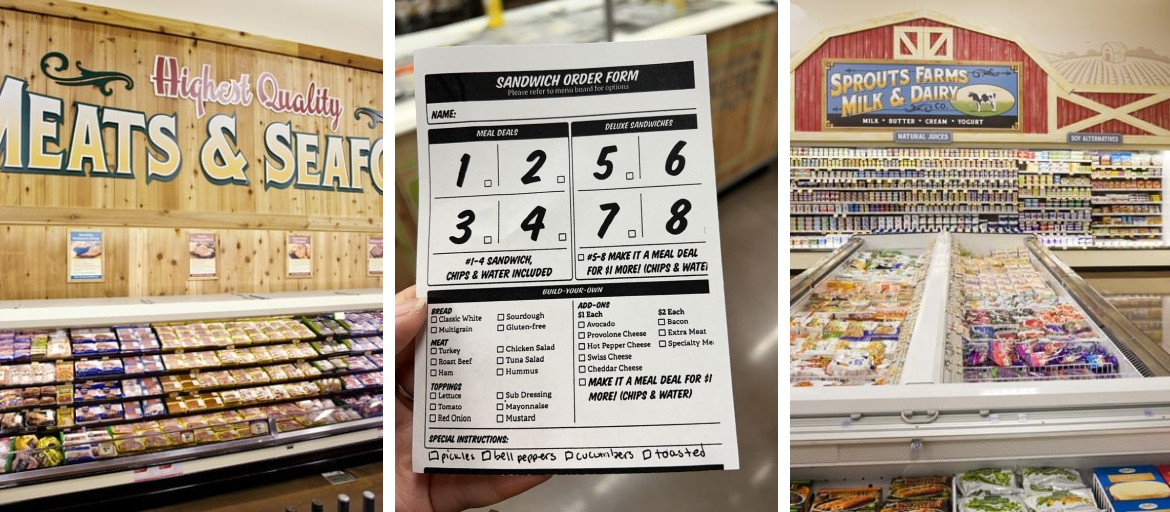 Highest Quality
MEATS & SEAFO
SANDWICH ORDER FORM
Please refer to menu board for options
NAME:
MEAL DEALS
1 2
3 4
#1-4 SANDWICH,
CHIPS & WATER INCLUDED
DELUXE SANDWICHES
5 6
7 8
#5-8 MAKE IT A MEAL DEAL
FOR $1 MORE! (CHIPS & WATE
BUILD-YOUR-OWN
BREAD
Classic White Sourdough
Multigrain Gluten-free
MEAT
Turkey Chicken Salad
Roast Beef Tuna Salad
Ham Hummus
TOPPINGS
Lettuce Sub Dressing
Tomato Mayonnaise
Red Onion Mustard
ADD-ONS
$1 Each $2 Each
Avocado Bacon
Provolone Cheese Extra Meat
Hot Pepper Cheese Specialty Me
Swiss Cheese
Cheddar Cheese
MAKE IT A MEAL DEAL FOR $1
MORE! (CHIPS & WATER)
SPECIAL INSTRUCTIONS:
pickles bell peppers cucumbers toasted
SPROUTS FARMS
MILK & DAIRY CO.
MILK • BUTTER • CREAM • YOGURT
NATURAL JUICES
SOY ALTERNATIVES